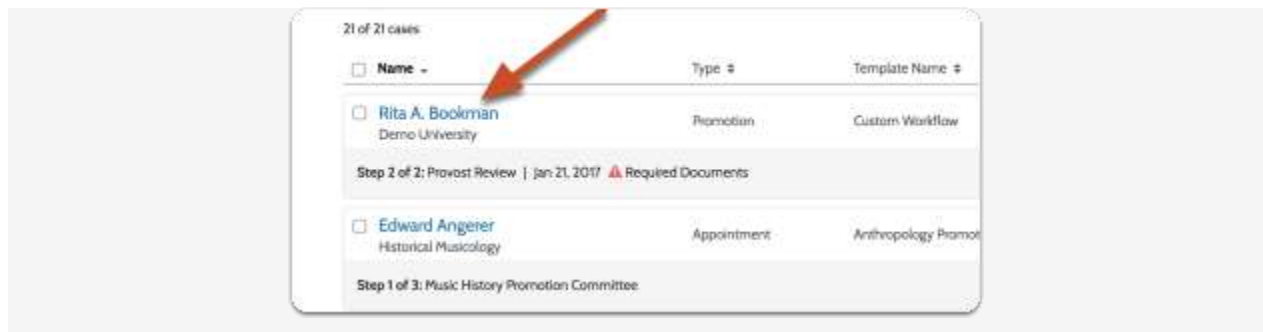 21 of 21 cases
Name Type Template Name
Rita A. Bookman Promotion Custom Workflow
Demo University
Step 2 of 2: Provost Review | Jan 21, 2017 Required Documents
Edward Angerer Appointment Anthropology Promot
Historical Musicology
Step 1 of 3: Music History Promotion Committee